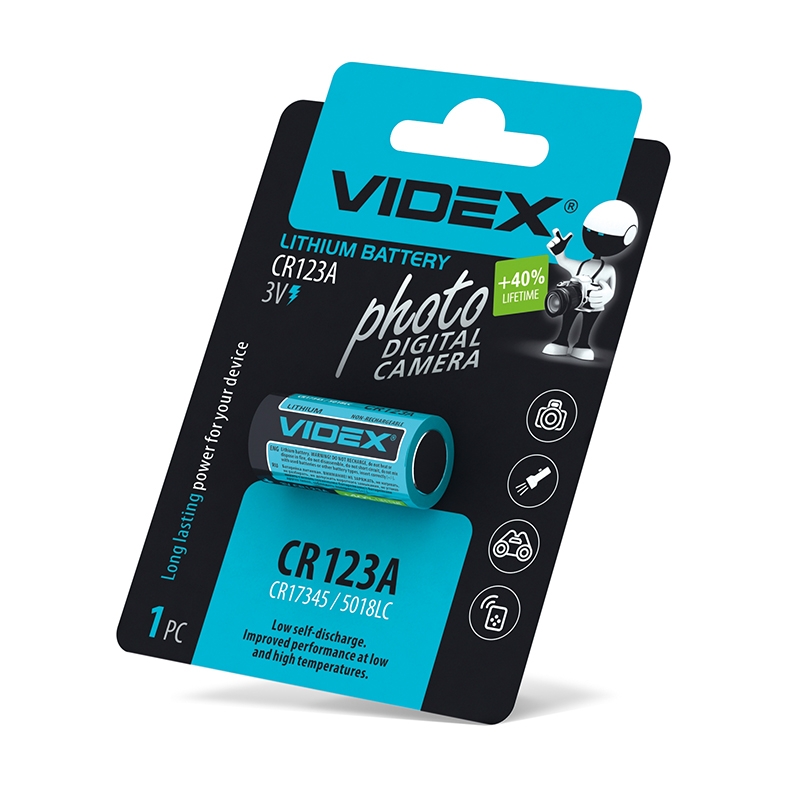 VIDEX®
LITHIUM BATTERY
CR123A
3V
+40%
LIFETIME
photo
DIGITAL
CAMERA
Long lasting power for your device
LITHIUM
CR123A
NON-RECHARGEABLE
VIDEX®
CR123A
CR17345 / 5018LC
Low self-discharge.
Improved performance at low
and high temperatures.
1 PC